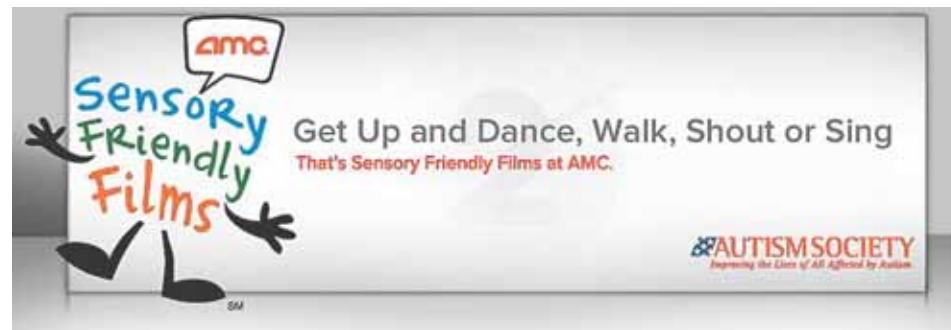 amc
Sensory
Friendly
Films
SM
Get Up and Dance, Walk, Shout or Sing
That's Sensory Friendly Films at AMC.
AUTISM SOCIETY
Improving the Lives of All Affected by Autism